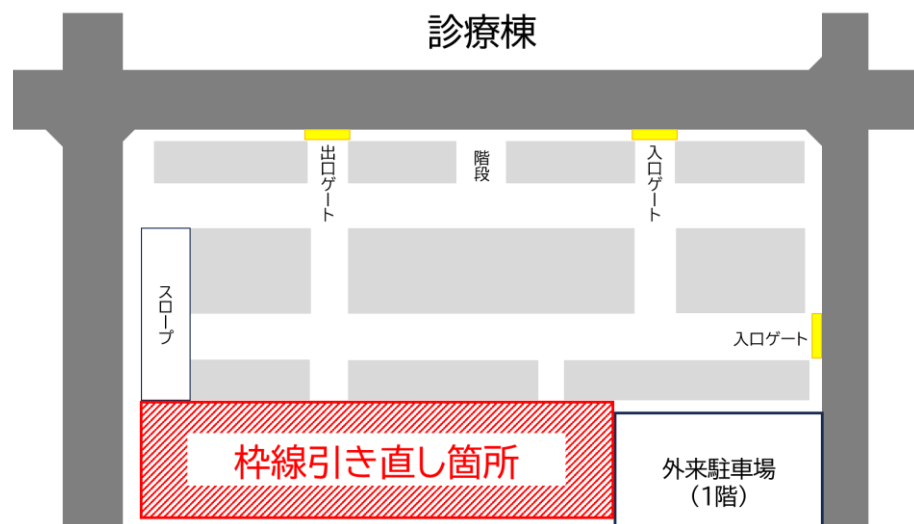 診療棟
出口ゲート
階段
入口ゲート
スロープ
入口ゲート
枠線引き直し箇所
外来駐車場
(1階)